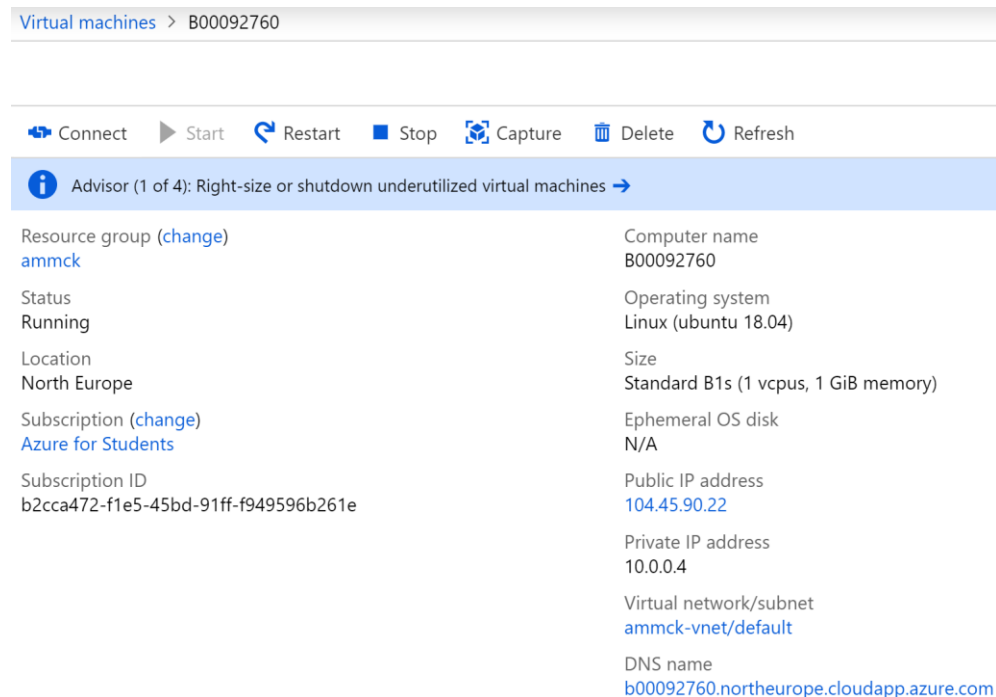 Virtual machines > B00092760
Connect Start Restart Stop Capture Delete Refresh
Advisor (1 of 4): Right-size or shutdown underutilized virtual machines →
Resource group (change)
ammck
Status
Running
Location
North Europe
Subscription (change)
Azure for Students
Subscription ID
b2cca472-f1e5-45bd-91ff-f949596b261e
Computer name
B00092760
Operating system
Linux (ubuntu 18.04)
Size
Standard B1s (1 vcpus, 1 GiB memory)
Ephemeral OS disk
N/A
Public IP address
104.45.90.22
Private IP address
10.0.0.4
Virtual network/subnet
ammck-vnet/default
DNS name
b00092760.northeurope.cloudapp.azure.com